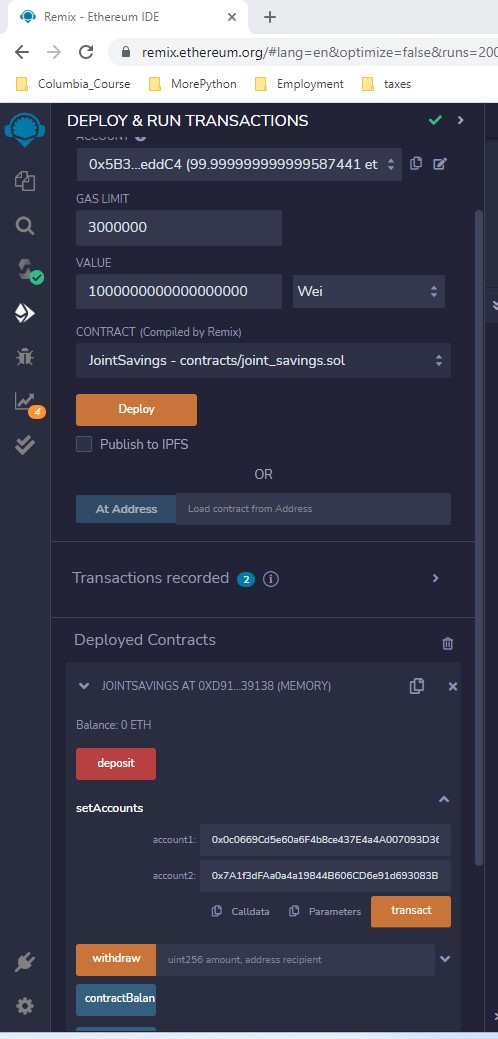 Remix - Ethereum IDE
remix.ethereum.org/#lang=en&optimize=false&runs=200
Columbia_Course
MorePython
Employment
taxes
DEPLOY & RUN TRANSACTIONS
ACCOUNT
0x5B3...eddC4 (99.999999999999587441 et
GAS LIMIT
3000000
VALUE
1000000000000000000
Wei
CONTRACT (Compiled by Remix)
JointSavings - contracts/joint_savings.sol
Deploy
Publish to IPFS
OR
At Address
Load contract from Address
4
Transactions recorded 2
Deployed Contracts
JOINTSAVINGS AT 0XD91...39138 (MEMORY)
Balance: 0 ETH
deposit
setAccounts
account1: 0x0c0669Cd5e60a6F4b8ce437E4a4A007093D36
account2: 0x7A1f3dFAa0a4a19844B606CD6e91d693083B
Calldata
Parameters
transact
withdraw
uint256 amount, address recipient
contractBalan